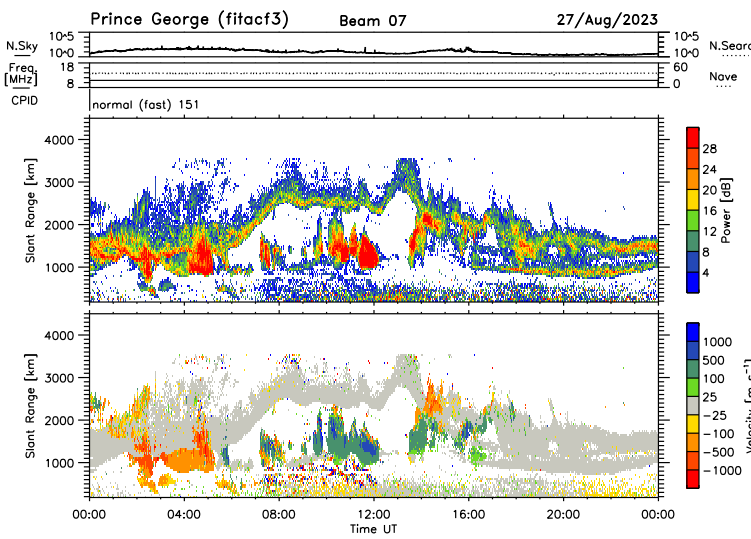 Prince George (fitacf3) Beam 07 27/Aug/2023
N.Sky 10^5 10^0 10^5 10^0 N.Sear
Freq [MHz] 18 8 60 0 Nave
CPID normal (fast) 151
Slant Range [km] 4000 3000 2000 1000
Power [dB] 28 24 20 16 12 8 4
Slant Range [km] 4000 3000 2000 1000
Velocity [m s⁻¹] 1000 500 100 25 -25 -100 -500 -1000
00:00 04:00 08:00 12:00 16:00 20:00 00:00
Time UT